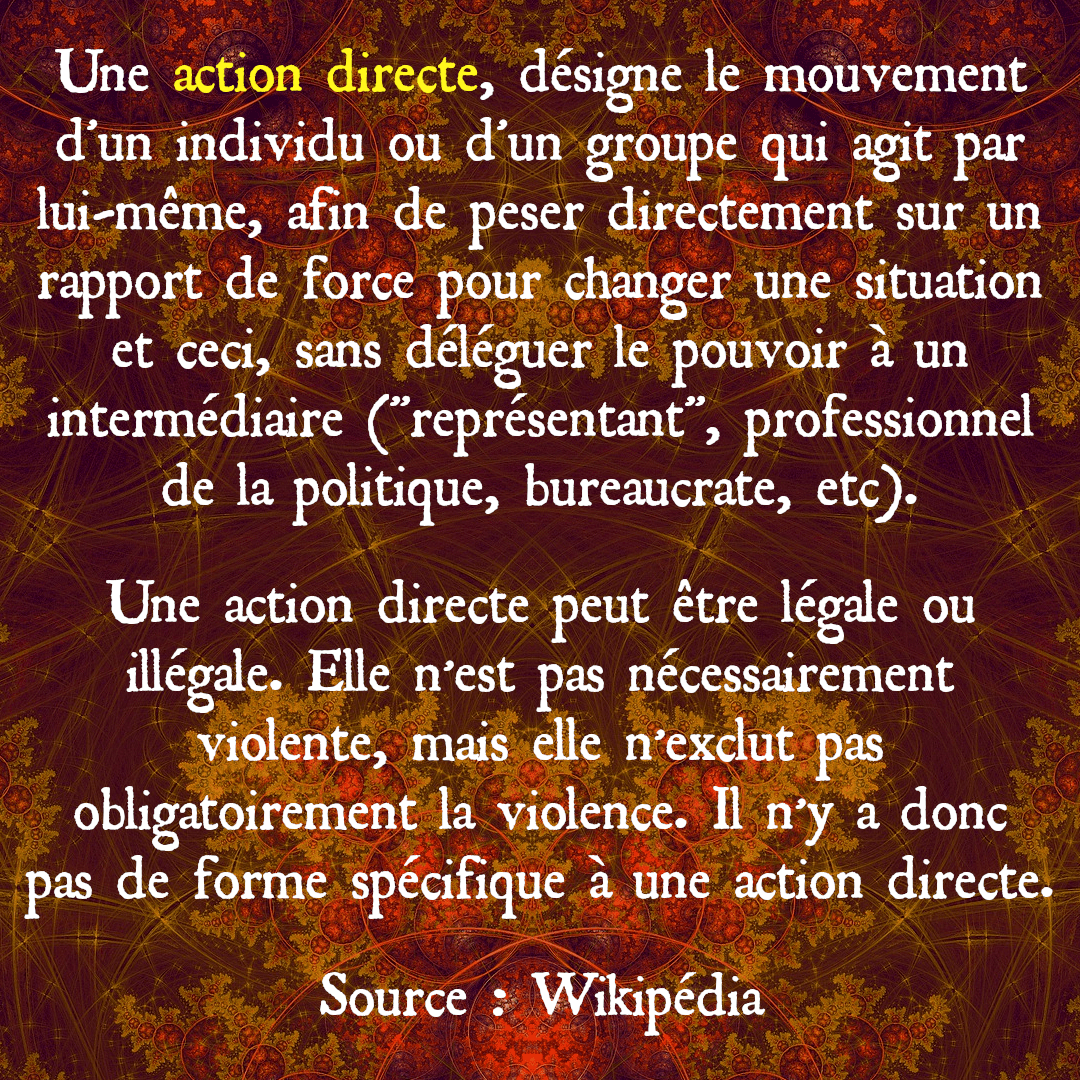 Une action directe, désigne le mouvement
d'un individu ou d'un groupe qui agit par
lui-même, afin de peser directement sur un
rapport de force pour changer une situation
et ceci, sans déléguer le pouvoir à un
intermédiaire ("représentant", professionnel
de la politique, bureaucrate, etc).
Une action directe peut être légale ou
illégale. Elle n'est pas nécessairement
violente, mais elle n'exclut pas
obligatoirement la violence. Il n'y a donc
pas de forme spécifique à une action directe.
Source : Wikipédia